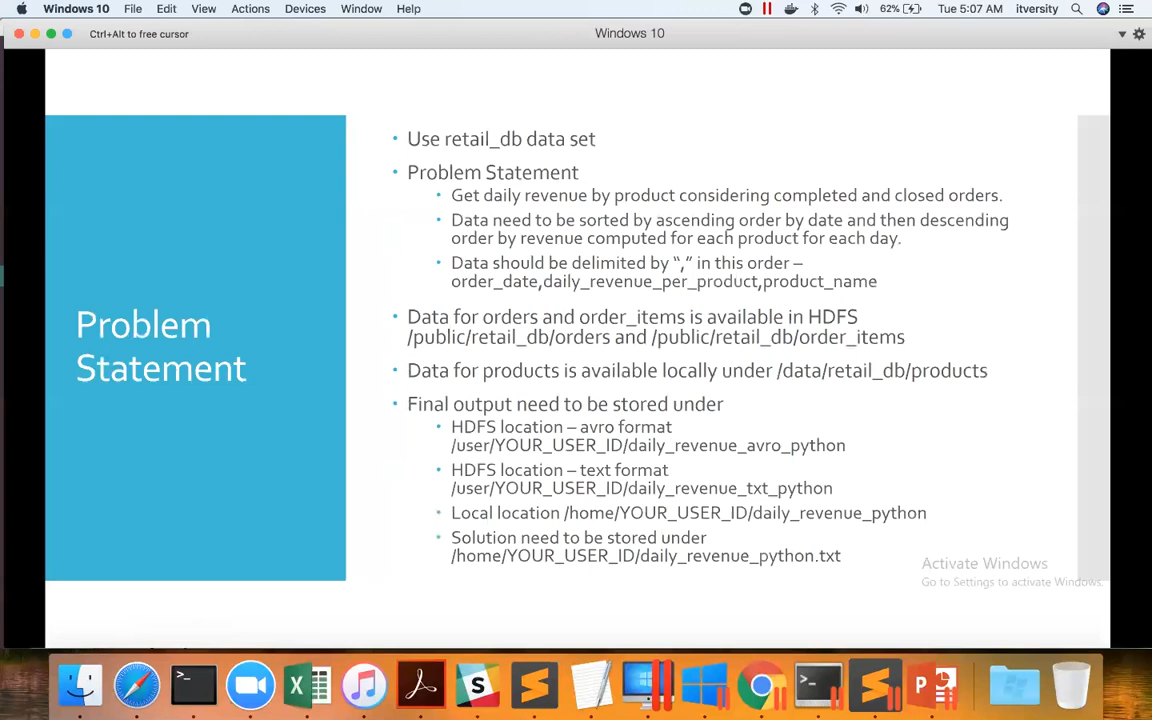 Windows 10 File Edit View Actions Devices Window Help 62% Tue 5:07 AM itversity
Ctrl+Alt to free cursor Windows 10
Problem
Statement
• Use retail_db data set
• Problem Statement
• Get daily revenue by product considering completed and closed orders.
• Data need to be sorted by ascending order by date and then descending
order by revenue computed for each product for each day.
• Data should be delimited by “,” in this order –
order_date,daily_revenue_per_product,product_name
• Data for orders and order_items is available in HDFS
/public/retail_db/orders and /public/retail_db/order_items
• Data for products is available locally under /data/retail_db/products
• Final output need to be stored under
• HDFS location – avro format
/user/YOUR_USER_ID/daily_revenue_avro_python
• HDFS location – text format
/user/YOUR_USER_ID/daily_revenue_txt_python
• Local location /home/YOUR_USER_ID/daily_revenue_python
• Solution need to be stored under
/home/YOUR_USER_ID/daily_revenue_python.txt
Activate Windows
Go to Settings to activate Windows.